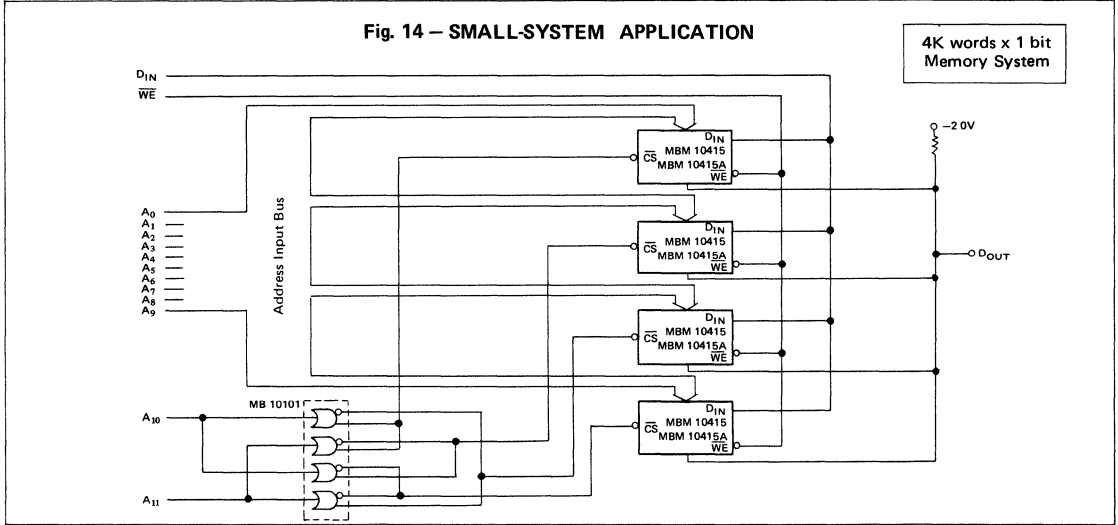 Fig. 14 — SMALL-SYSTEM APPLICATION
4K words x 1 bit
Memory System
DIN
WE
A0
A1
A2
A3
A4
A5
A6
A7
A8
A9
A10
A11
Address Input Bus
MB 10101
DIN
CS MBM 10415
MBM 10415A
WE
DIN
CS MBM 10415
MBM 10415A
WE
DIN
CS MBM 10415
MBM 10415A
WE
DIN
CS MBM 10415
MBM 10415A
WE
−2 0V
DOUT